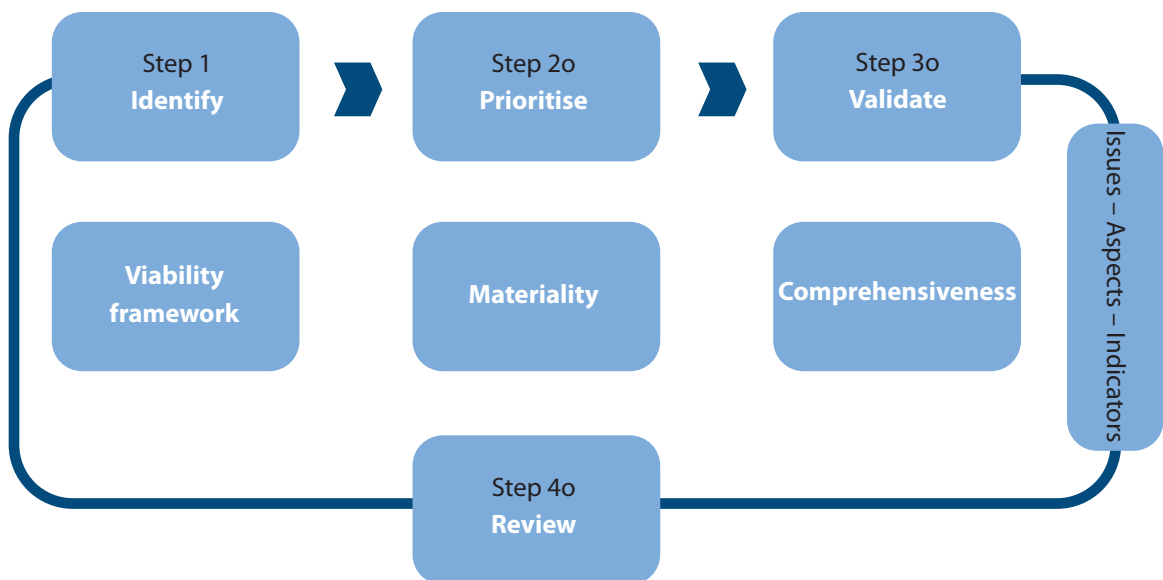 Step 1
Identify
Step 2o
Prioritise
Step 3o
Validate
Issues – Aspects – Indicators
Viability
framework
Materiality
Comprehensiveness
Step 4o
Review